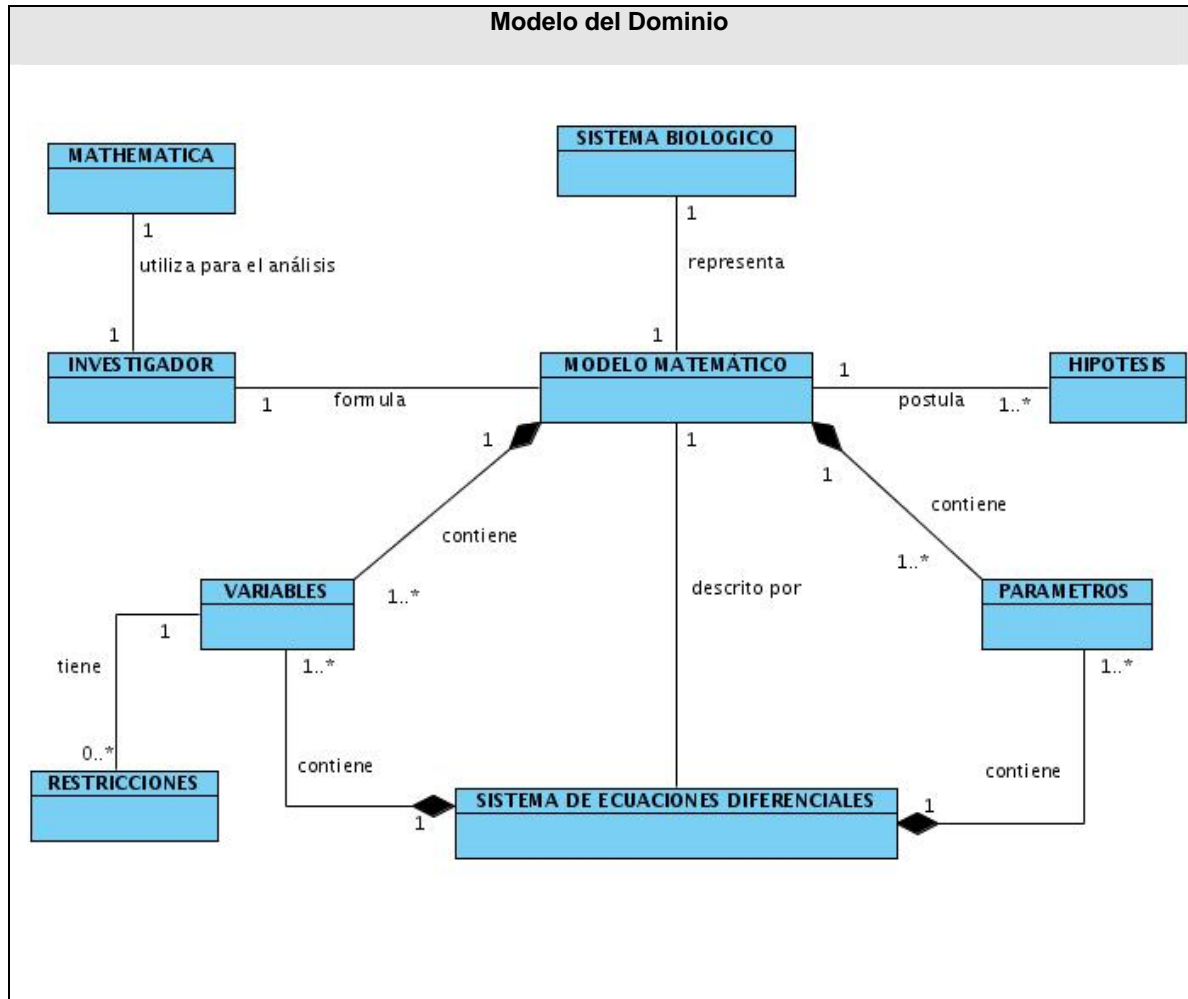 Modelo del Dominio
MATHEMATICA
SISTEMA BIOLOGICO
1
1
utiliza para el análisis
representa
1
1
INVESTIGADOR
MODELO MATEMÁTICO
HIPOTESIS
1
formula
1
postula
1..*
1
1
1
contiene
contiene
1..*
1..*
descrito por
VARIABLES
PARAMETROS
1
1..*
1..*
tiene
0..*
contiene
contiene
RESTRICCIONES
SISTEMA DE ECUACIONES DIFERENCIALES
1
1